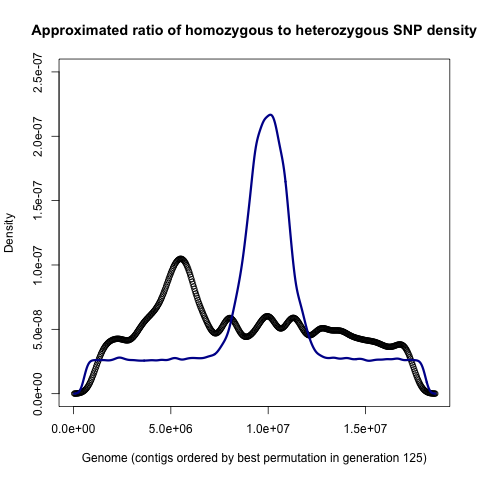 Approximated ratio of homozygous to heterozygous SNP density
Density
2.5e-07
2.0e-07
1.5e-07
1.0e-07
5.0e-08
0.0e+00
0.0e+00 5.0e+06 1.0e+07 1.5e+07
Genome (contigs ordered by best permutation in generation 125)